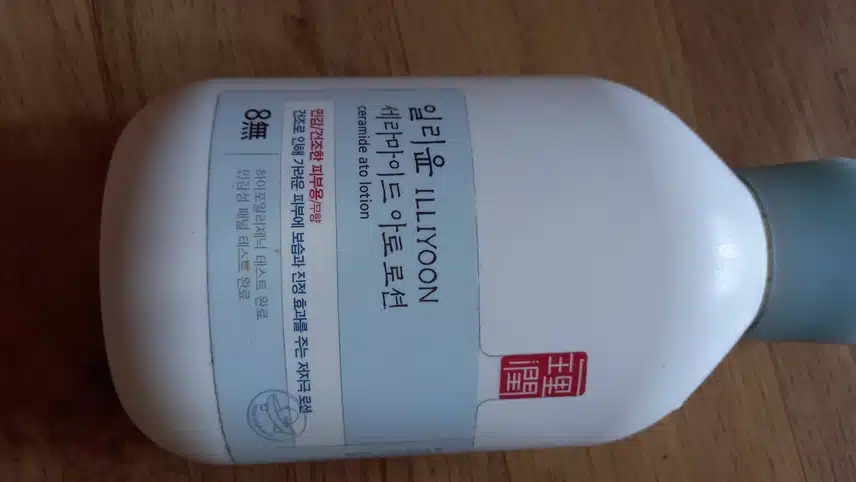 일리윤 ILLIYOON
세라마이드 아토 로션
ceramide ato lotion
민감/건조한 피부용/무향
건조로 인해 가려운 피부에 보습과 진정 효과를 주는 저자극 로션
8無
하이포알러제닉 테스트 완료
민감성 패널 테스트 완료
一理潤